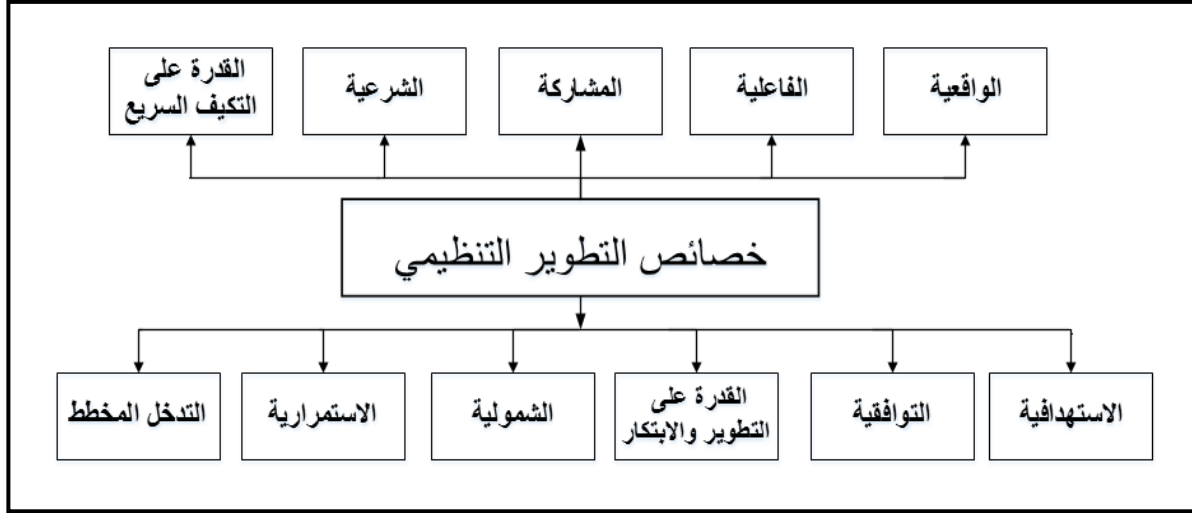 الواقعية
الفاعلية
المشاركة
الشرعية
القدرة على
التكيف السريع
خصائص التطوير التنظيمي
الاستهدافية
التوافقية
القدرة على
التطوير والابتكار
الشمولية
الاستمرارية
التدخل المخطط